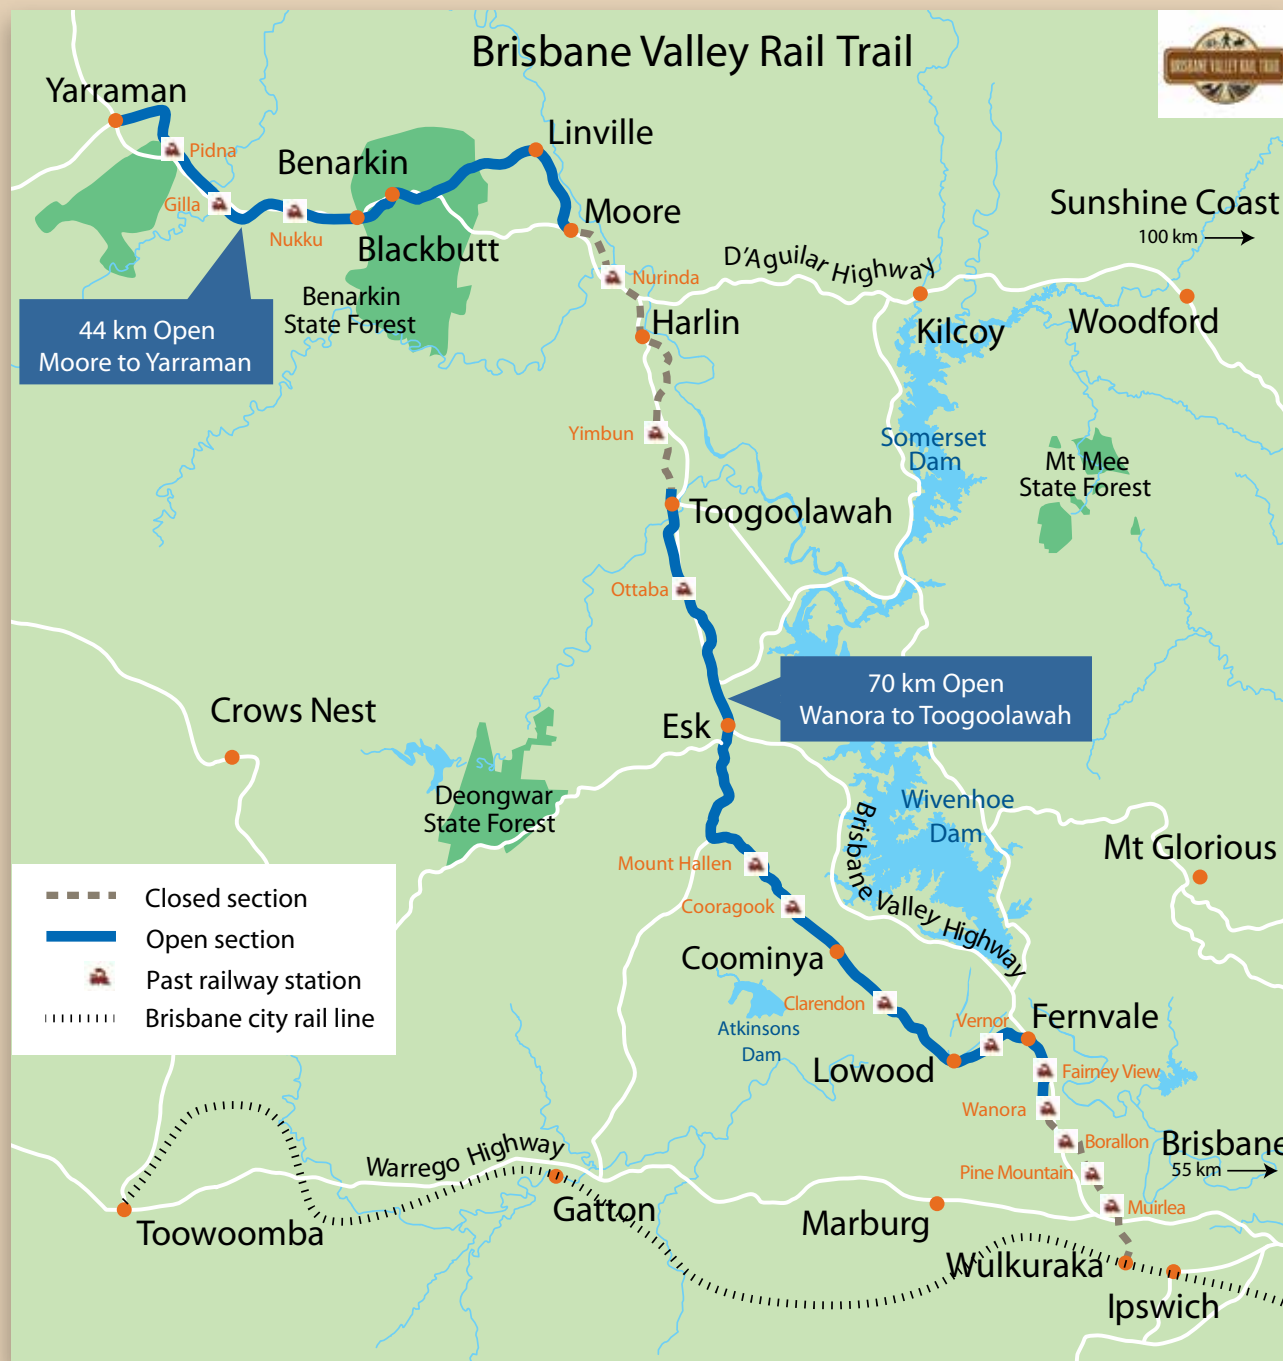 Brisbane Valley Rail Trail
BRISBANE VALLEY RAIL TRAIL
Yarraman
Pidna
Gilla
Nukku
Benarkin
Blackbutt
Linville
Moore
Benarkin
State Forest
44 km Open
Moore to Yarraman
Nurinda
Harlin
D'Aguilar Highway
Kilcoy
Woodford
Sunshine Coast
100 km
Yimbun
Somerset
Dam
Mt Mee
State Forest
Toogoolawah
Ottaba
70 km Open
Wanora to Toogoolawah
Esk
Crows Nest
Deongwar
State Forest
Wivenhoe
Dam
Brisbane Valley Highway
Mt Glorious
Mount Hallen
Cooragook
Coominya
Clarendon
Atkinsons
Dam
Vernor
Fernvale
Lowood
Fairney View
Wanora
Borallon
Brisbane
55 km
Pine Mountain
Muirlea
Closed section
Open section
Past railway station
Brisbane city rail line
Warrego Highway
Toowoomba
Gatton
Marburg
Wulkuraka
Ipswich